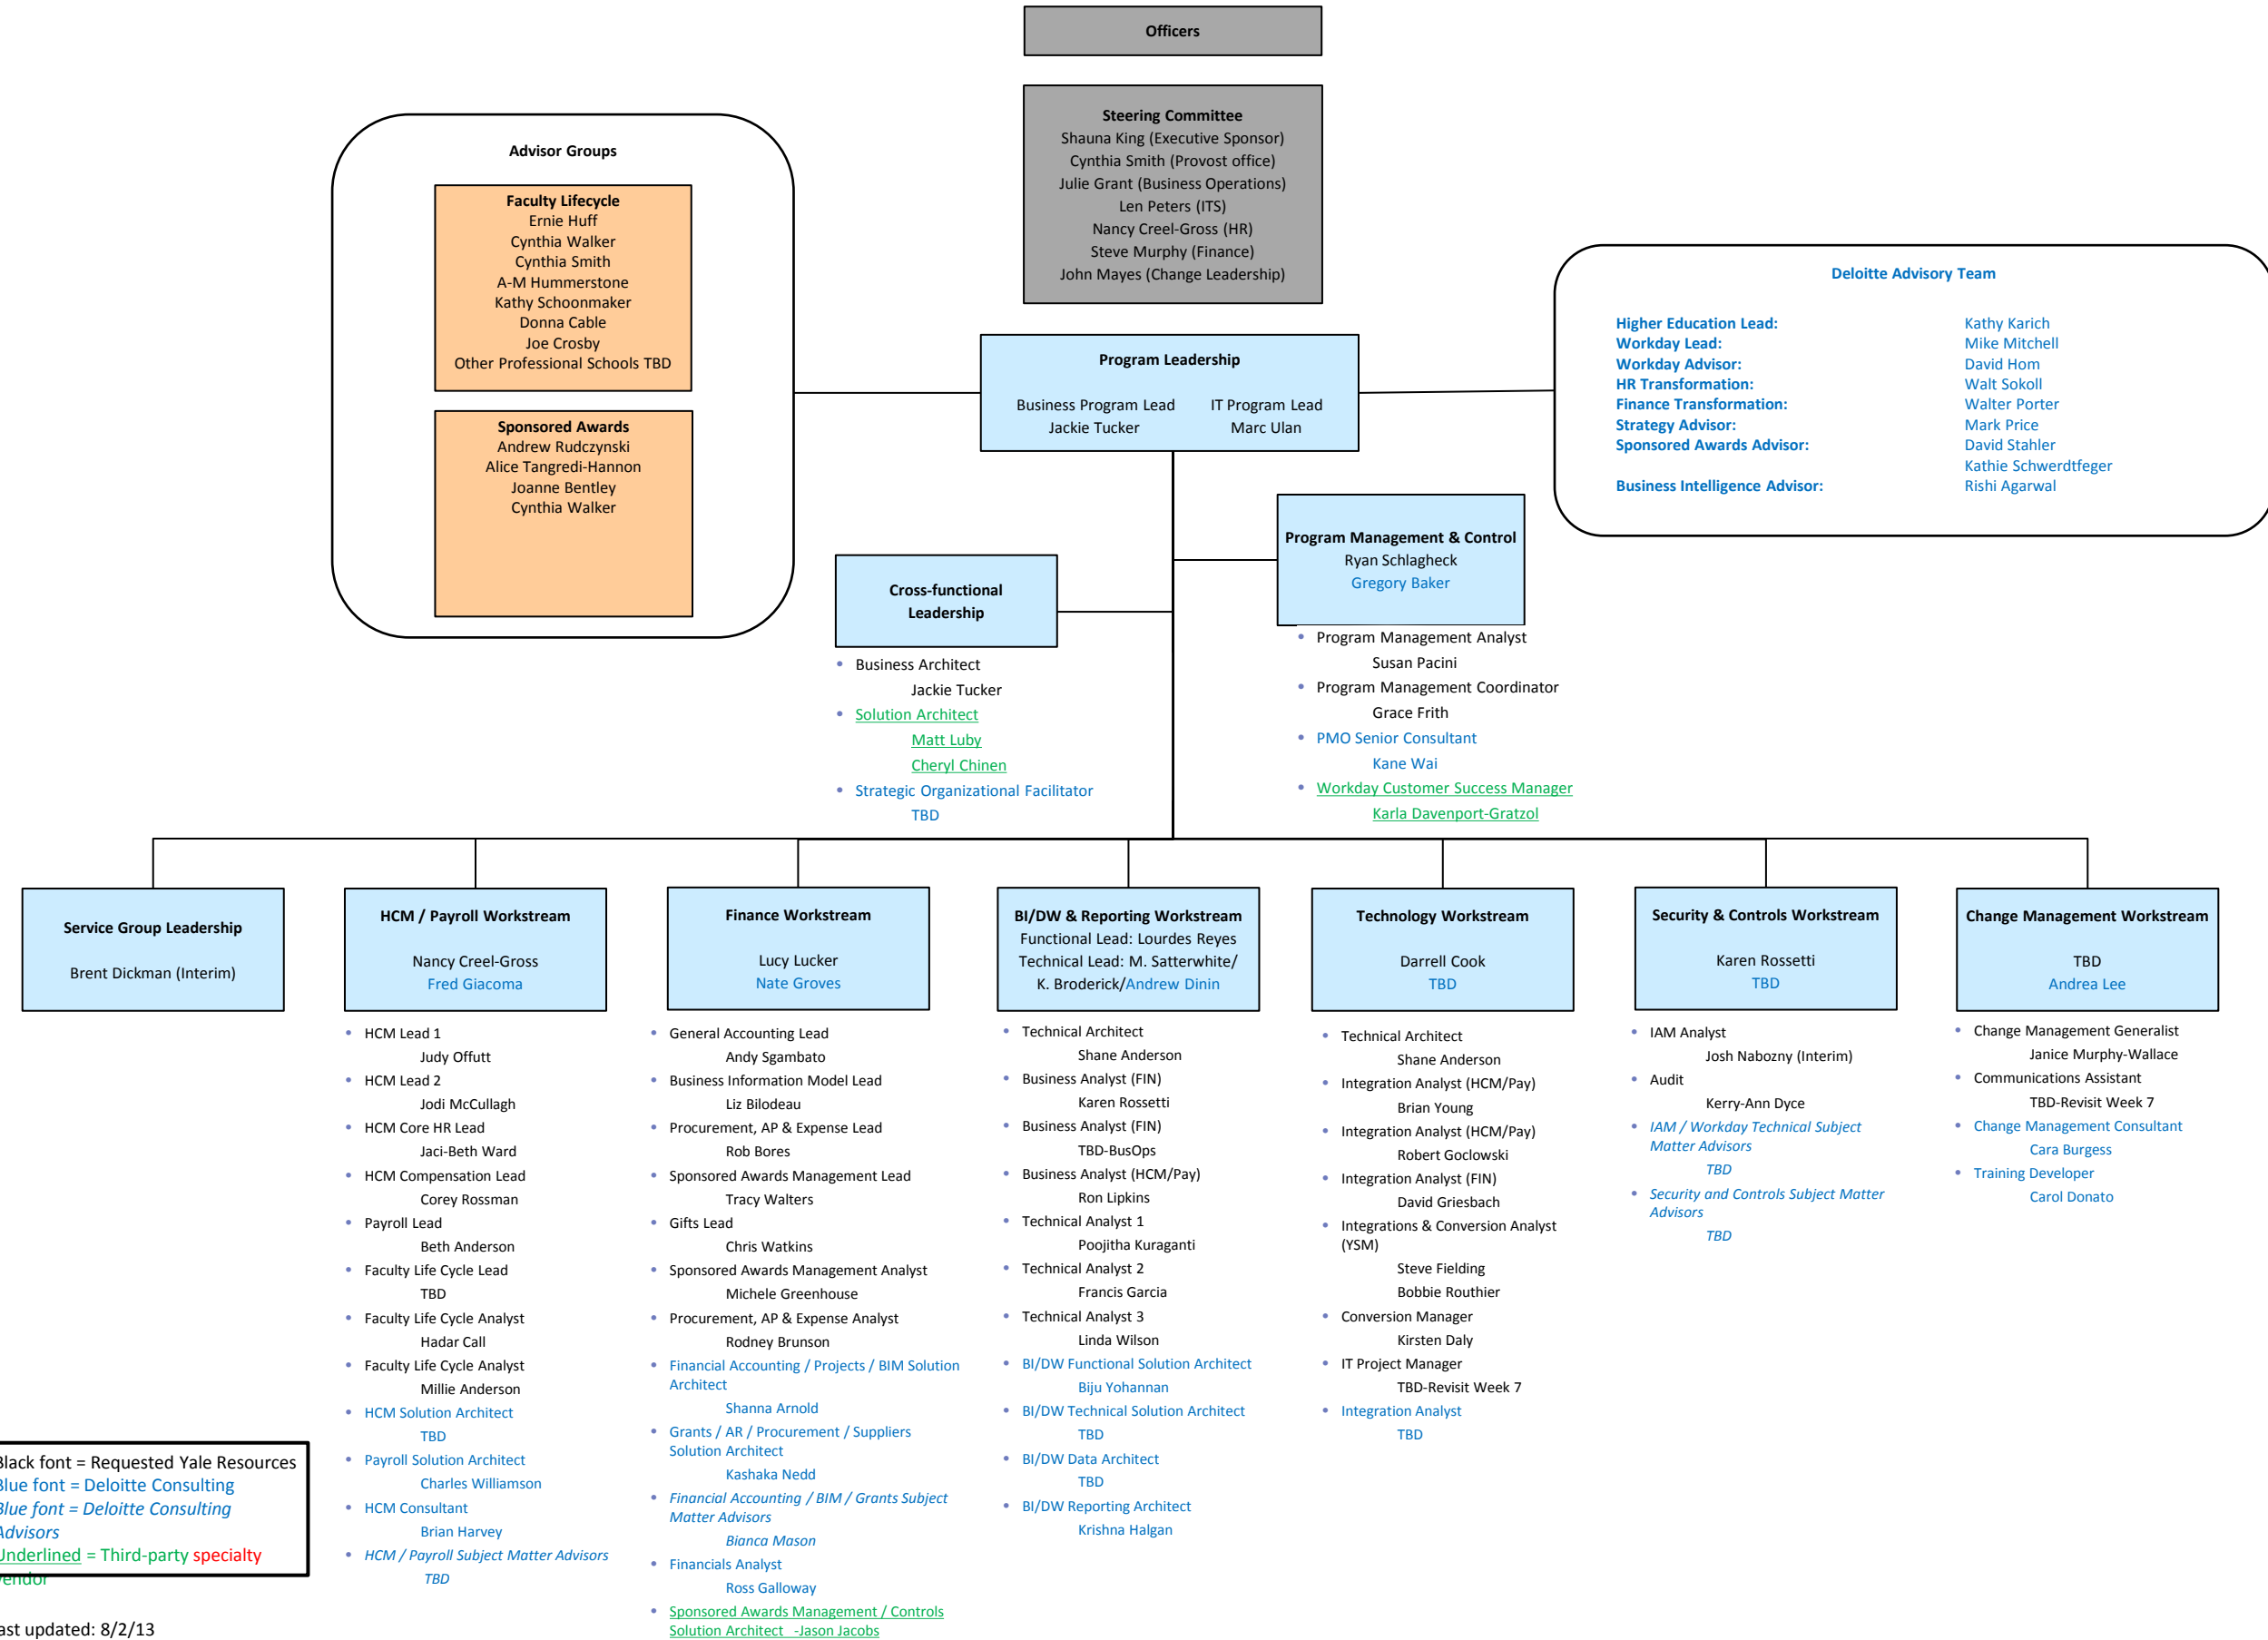 Officers
Steering Committee
Shauna King (Executive Sponsor)
Cynthia Smith (Provost office)
Julie Grant (Business Operations)
Len Peters (ITS)
Nancy Creel-Gross (HR)
Steve Murphy (Finance)
John Mayes (Change Leadership)
Advisor Groups
Faculty Lifecycle
Ernie Huff
Cynthia Walker
Cynthia Smith
A-M Hummerstone
Kathy Schoonmaker
Donna Cable
Joe Crosby
Other Professional Schools TBD
Sponsored Awards
Andrew Rudczynski
Alice Tangredi-Hannon
Joanne Bentley
Cynthia Walker
Program Leadership
Business Program Lead IT Program Lead
Jackie Tucker Marc Ulan
Deloitte Advisory Team
Higher Education Lead: Kathy Karich
Workday Lead: Mike Mitchell
Workday Advisor: David Hom
HR Transformation: Walt Sokoll
Finance Transformation: Walter Porter
Strategy Advisor: Mark Price
Sponsored Awards Advisor: David Stahler
Kathie Schwerdtfeger
Business Intelligence Advisor: Rishi Agarwal
Program Management & Control
Ryan Schlagheck
Gregory Baker
• Program Management Analyst
Susan Pacini
• Program Management Coordinator
Grace Frith
• PMO Senior Consultant
Kane Wai
• Workday Customer Success Manager
Karla Davenport-Gratzol
Cross-functional
Leadership
• Business Architect
Jackie Tucker
• Solution Architect
Matt Luby
Cheryl Chinen
• Strategic Organizational Facilitator
TBD
Service Group Leadership
Brent Dickman (Interim)
HCM / Payroll Workstream
Nancy Creel-Gross
Fred Giacoma
• HCM Lead 1
Judy Offutt
• HCM Lead 2
Jodi McCullagh
• HCM Core HR Lead
Jaci-Beth Ward
• HCM Compensation Lead
Corey Rossman
• Payroll Lead
Beth Anderson
• Faculty Life Cycle Lead
TBD
• Faculty Life Cycle Analyst
Hadar Call
• Faculty Life Cycle Analyst
Millie Anderson
• HCM Solution Architect
TBD
• Payroll Solution Architect
Charles Williamson
• HCM Consultant
Brian Harvey
• HCM / Payroll Subject Matter Advisors
TBD
Finance Workstream
Lucy Lucker
Nate Groves
• General Accounting Lead
Andy Sgambato
• Business Information Model Lead
Liz Bilodeau
• Procurement, AP & Expense Lead
Rob Bores
• Sponsored Awards Management Lead
Tracy Walters
• Gifts Lead
Chris Watkins
• Sponsored Awards Management Analyst
Michele Greenhouse
• Procurement, AP & Expense Analyst
Rodney Brunson
• Financial Accounting / Projects / BIM Solution
Architect
Shanna Arnold
• Grants / AR / Procurement / Suppliers
Solution Architect
Kashaka Nedd
• Financial Accounting / BIM / Grants Subject
Matter Advisors
Bianca Mason
• Financials Analyst
Ross Galloway
• Sponsored Awards Management / Controls
Solution Architect -Jason Jacobs
BI/DW & Reporting Workstream
Functional Lead: Lourdes Reyes
Technical Lead: M. Satterwhite/
K. Broderick/Andrew Dinin
• Technical Architect
Shane Anderson
• Business Analyst (FIN)
Karen Rossetti
• Business Analyst (FIN)
TBD-BusOps
• Business Analyst (HCM/Pay)
Ron Lipkins
• Technical Analyst 1
Poojitha Kuraganti
• Technical Analyst 2
Francis Garcia
• Technical Analyst 3
Linda Wilson
• BI/DW Functional Solution Architect
Biju Yohannan
• BI/DW Technical Solution Architect
TBD
• BI/DW Data Architect
TBD
• BI/DW Reporting Architect
Krishna Halgan
Technology Workstream
Darrell Cook
TBD
• Technical Architect
Shane Anderson
• Integration Analyst (HCM/Pay)
Brian Young
• Integration Analyst (HCM/Pay)
Robert Goclowski
• Integration Analyst (FIN)
David Griesbach
• Integrations & Conversion Analyst
(YSM)
Steve Fielding
Bobbie Routhier
• Conversion Manager
Kirsten Daly
• IT Project Manager
TBD-Revisit Week 7
• Integration Analyst
TBD
Security & Controls Workstream
Karen Rossetti
TBD
• IAM Analyst
Josh Nabozny (Interim)
• Audit
Kerry-Ann Dyce
• IAM / Workday Technical Subject
Matter Advisors
TBD
• Security and Controls Subject Matter
Advisors
TBD
Change Management Workstream
TBD
Andrea Lee
• Change Management Generalist
Janice Murphy-Wallace
• Communications Assistant
TBD-Revisit Week 7
• Change Management Consultant
Cara Burgess
• Training Developer
Carol Donato
Black font = Requested Yale Resources
Blue font = Deloitte Consulting
Blue font = Deloitte Consulting
Advisors
Underlined = Third-party specialty
vendor
ast updated: 8/2/13